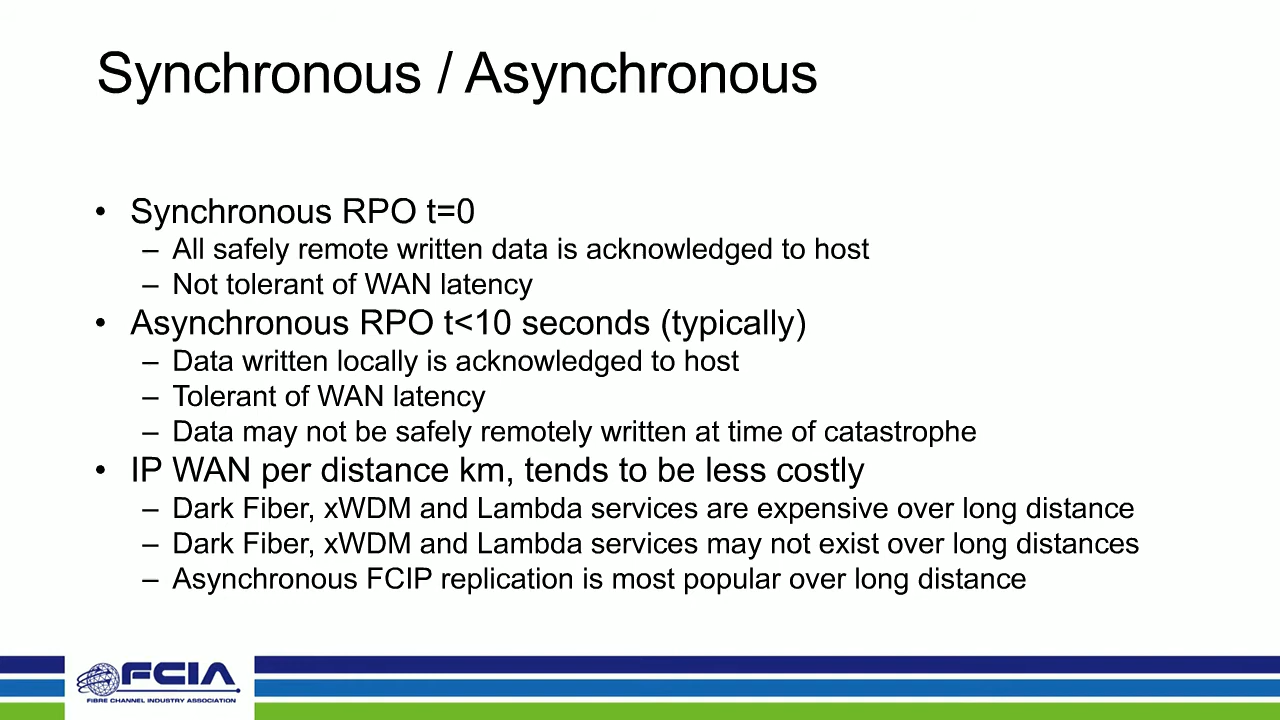 Synchronous / Asynchronous
• Synchronous RPO t=0
– All safely remote written data is acknowledged to host
– Not tolerant of WAN latency
• Asynchronous RPO t<10 seconds (typically)
– Data written locally is acknowledged to host
– Tolerant of WAN latency
– Data may not be safely remotely written at time of catastrophe
• IP WAN per distance km, tends to be less costly
– Dark Fiber, xWDM and Lambda services are expensive over long distance
– Dark Fiber, xWDM and Lambda services may not exist over long distances
– Asynchronous FCIP replication is most popular over long distance
FCIA
FIBRE CHANNEL INDUSTRY ASSOCIATION